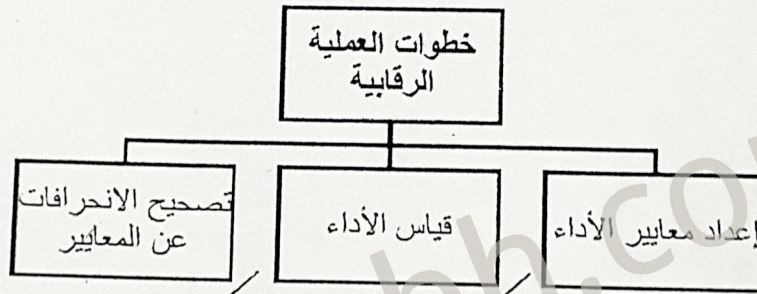 خطوات العملية
الرقابية
إعداد معايير الأداء
قياس الأداء
تصحيح الانحرافات
عن المعايير